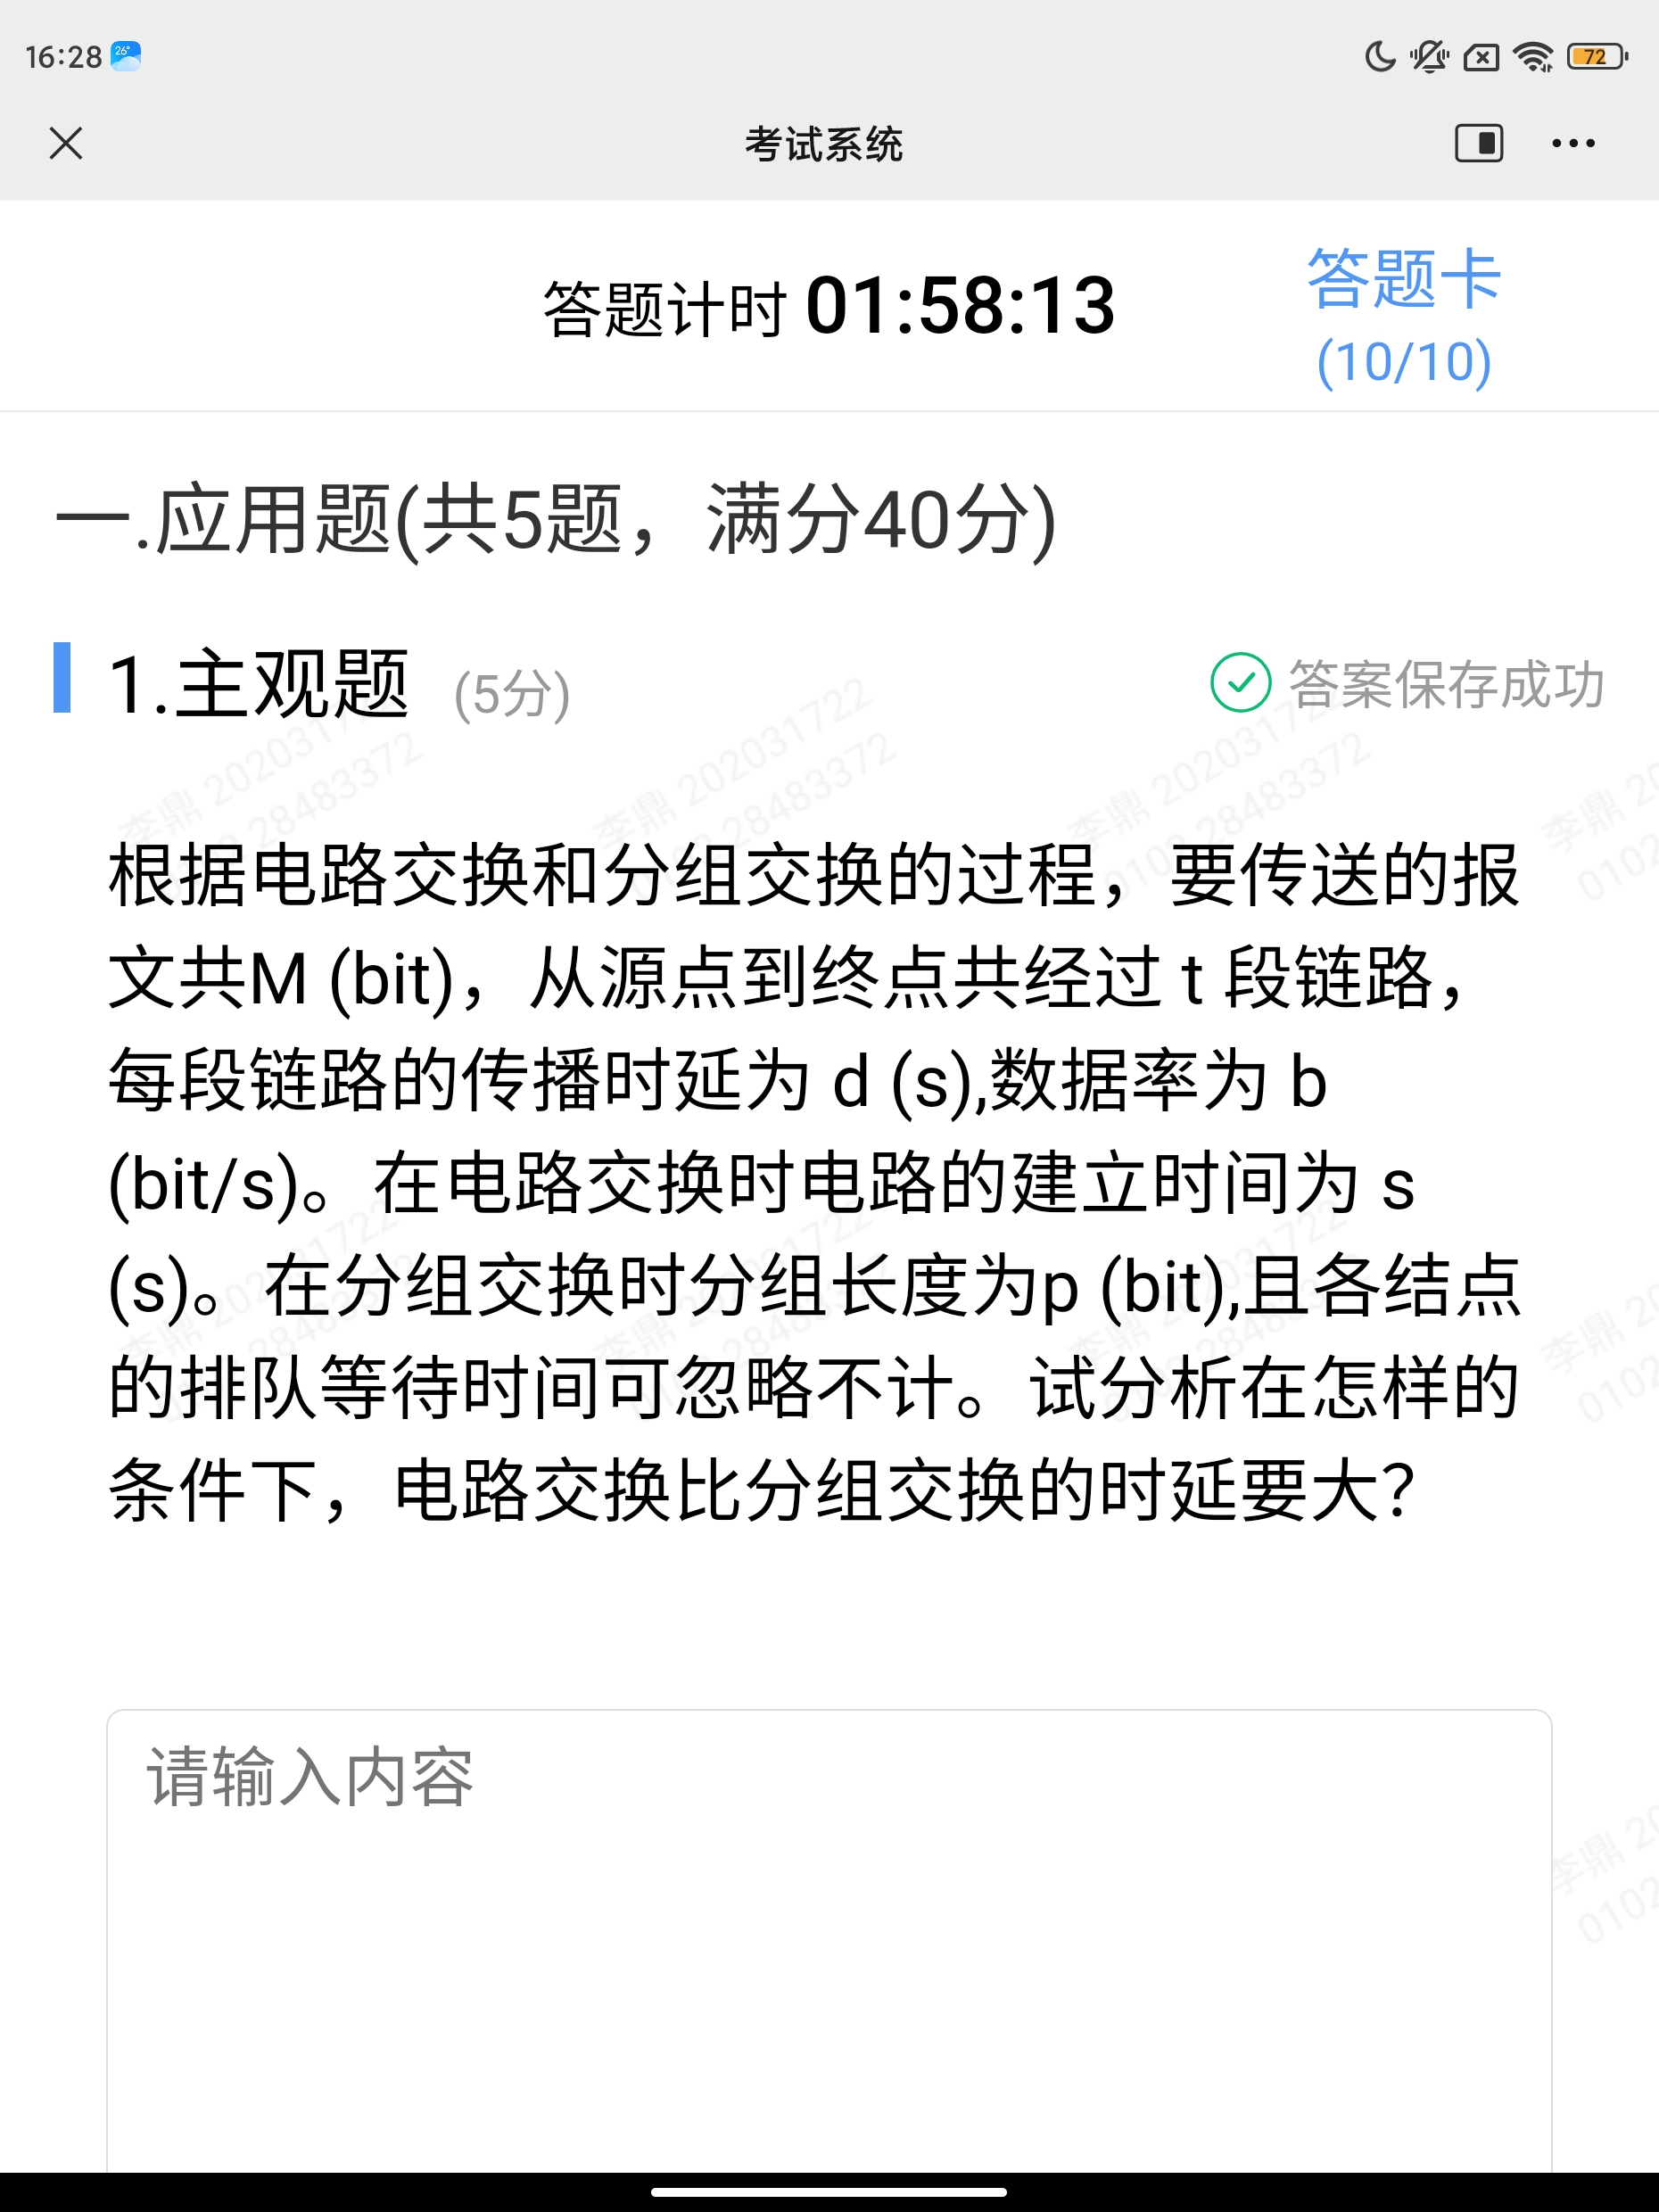 16:28 26°
72
考试系统
答题计时 01:58:13
答题卡
(10/10)
一.应用题(共5题，满分40分)
1.主观题 (5分)
答案保存成功
根据电路交换和分组交换的过程，要传送的报
文共M (bit)，从源点到终点共经过 t 段链路，
每段链路的传播时延为 d (s),数据率为 b
(bit/s)。在电路交换时电路的建立时间为 s
(s)。在分组交换时分组长度为p (bit),且各结点
的排队等待时间可忽略不计。试分析在怎样的
条件下，电路交换比分组交换的时延要大？
请输入内容